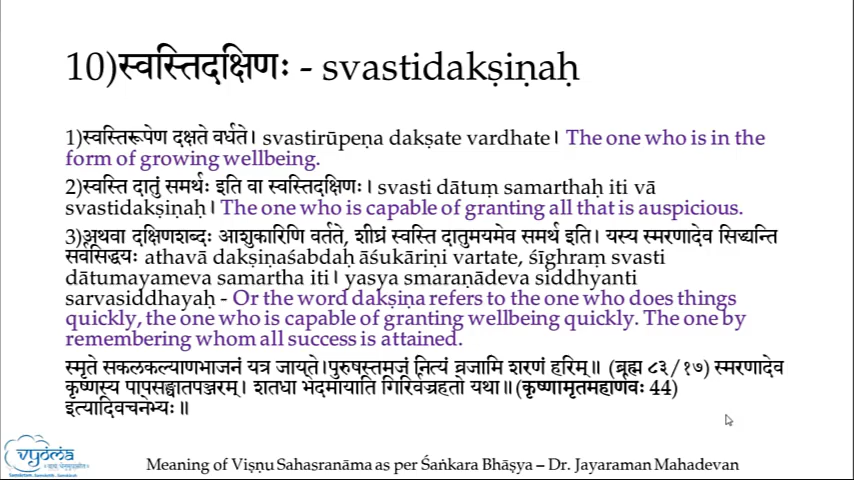 10)स्वस्तिदक्षिणः - svastidakṣiṇaḥ
1)स्वस्तिरूपेण दक्षते वर्धते। svastirūpeṇa dakṣate vardhate। The one who is in the
form of growing wellbeing.
2)स्वस्ति दातुं समर्थः इति वा स्वस्तिदक्षिणः। svasti dātuṃ samarthaḥ iti vā
svastidakṣiṇaḥ। The one who is capable of granting all that is auspicious.
3)अथवा दक्षिणशब्दः आशुकारिणि वर्तते, शीघ्रं स्वस्ति दातुमयमेव समर्थ इति। यस्य स्मरणादेव सिद्ध्यन्ति
सर्वसिद्धयः athavā dakṣiṇaśabdaḥ āśukāriṇi vartate, śīghraṃ svasti
dātumayameva samartha iti। yasya smaraṇādeva siddhyanti
sarvasiddhayaḥ - Or the word dakṣiṇa refers to the one who does things
quickly, the one who is capable of granting wellbeing quickly. The one by
remembering whom all success is attained.
स्मृते सकलकल्याणभाजनं यत्र जायते। पुरुषस्तमजं नित्यं व्रजामि शरणं हरिम्॥ (ब्रह्म ८३/१७) स्मरणादेव
कृष्णस्य पापसङ्घातपञ्जरम्। शतधा भेदमायाति गिरिर्वज्रहतो यथा॥ (कृष्णामृतमहार्णवः 44)
इत्यादिवचनेभ्यः॥
vyoma
Meaning of Viṣṇu Sahasranāma as per Śaṅkara Bhāṣya – Dr. Jayaraman Mahadevan